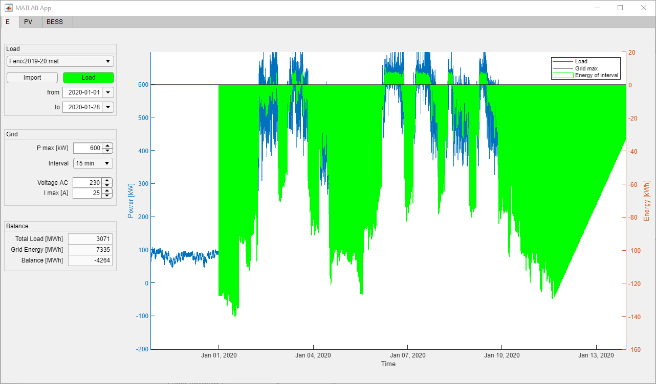 MATLAB App
E PV BESS
Load
Fenix2019-20.mat
Import Load
from 2020-01-01
to 2020-01-28
Grid
P max [kW] 600
Interval 15 min
Voltage AC 230
I max [A] 25
Balance
Total Load [MWh] 3071
Grid Energy [MWh] 7335
Balance [MWh] -4264
Load
Grid max
Energy of Interval
600
500
400
300
200
100
0
-100
-200
Power [kW]
-20
0
-20
-40
-60
-80
-100
-120
-140
-160
Energy [kWh]
Jan 01, 2020 Jan 04, 2020 Jan 07, 2020 Jan 10, 2020 Jan 13, 2020
Time